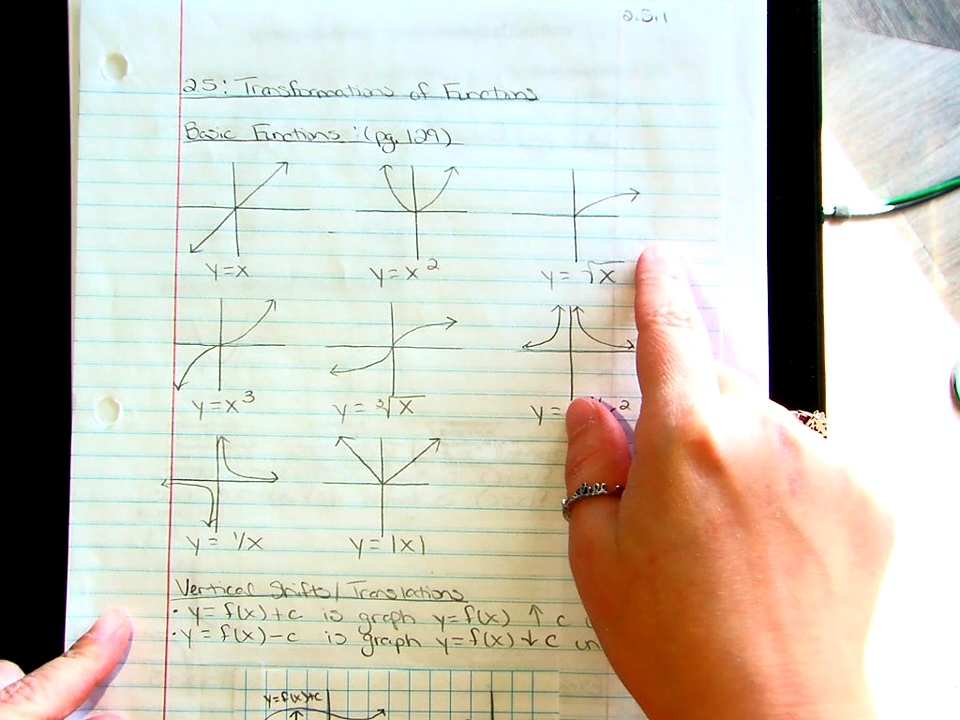 2.5.1
2.5: Transformations of Functions
Basic Functions: (pg. 129)
y=x y=x² y=√x
y=x³ y=³√x y=
y=1/x y=|x|
Vertical Shifts/Translations
• y=f(x)+c is graph y=f(x) ↑ c
• y=f(x)-c is graph y=f(x) ↓ c
y=f(x)+c